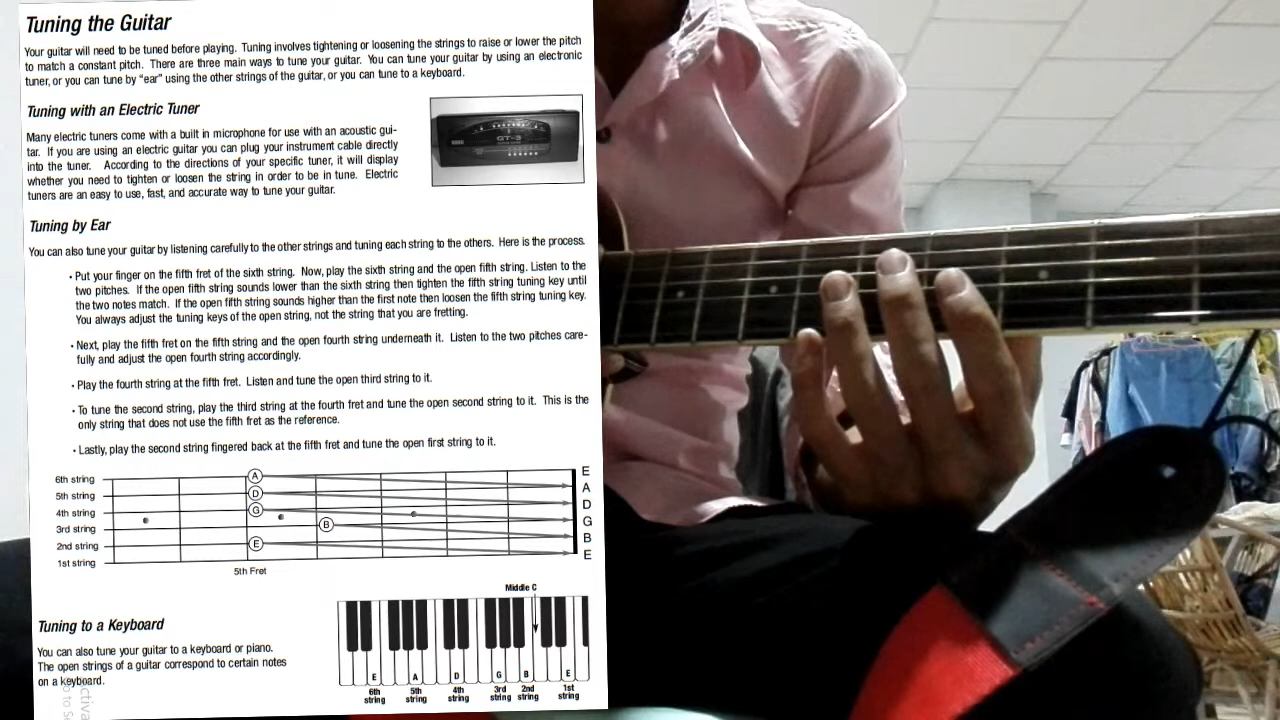 Tuning the Guitar
Your guitar will need to be tuned before playing. Tuning involves tightening or loosening the strings to raise or lower the pitch
to match a constant pitch. There are three main ways to tune your guitar. You can tune your guitar by using an electronic
tuner, or you can tune by "ear" using the other strings of the guitar, or you can tune to a keyboard.
Tuning with an Electric Tuner
Many electric tuners come with a built in microphone for use with an acoustic gui-
tar. If you are using an electric guitar you can plug your instrument cable directly
into the tuner. According to the directions of your specific tuner, it will display
whether you need to tighten or loosen the string in order to be in tune. Electric
tuners are an easy to use, fast, and accurate way to tune your guitar.
GT-3
Tuning by Ear
You can also tune your guitar by listening carefully to the other strings and tuning each string to the others. Here is the process.
• Put your finger on the fifth fret of the sixth string. Now, play the sixth string and the open fifth string. Listen to the
two pitches. If the open fifth string sounds lower than the sixth string then tighten the fifth string tuning key until
the two notes match. If the open fifth string sounds higher than the first note then loosen the fifth string tuning key.
You always adjust the tuning keys of the open string, not the string that you are fretting.
• Next, play the fifth fret on the fifth string and the open fourth string underneath it. Listen to the two pitches care-
fully and adjust the open fourth string accordingly.
• Play the fourth string at the fifth fret. Listen and tune the open third string to it.
• To tune the second string, play the third string at the fourth fret and tune the open second string to it. This is the
only string that does not use the fifth fret as the reference.
• Lastly, play the second string fingered back at the fifth fret and tune the open first string to it.
6th string A E
5th string D A
4th string G D
3rd string B G
2nd string E B
1st string E
5th Fret
Middle C
Tuning to a Keyboard
You can also tune your guitar to a keyboard or piano.
The open strings of a guitar correspond to certain notes
on a keyboard.
E A D G B E
6th 5th 4th 3rd 2nd 1st
string string string string string string